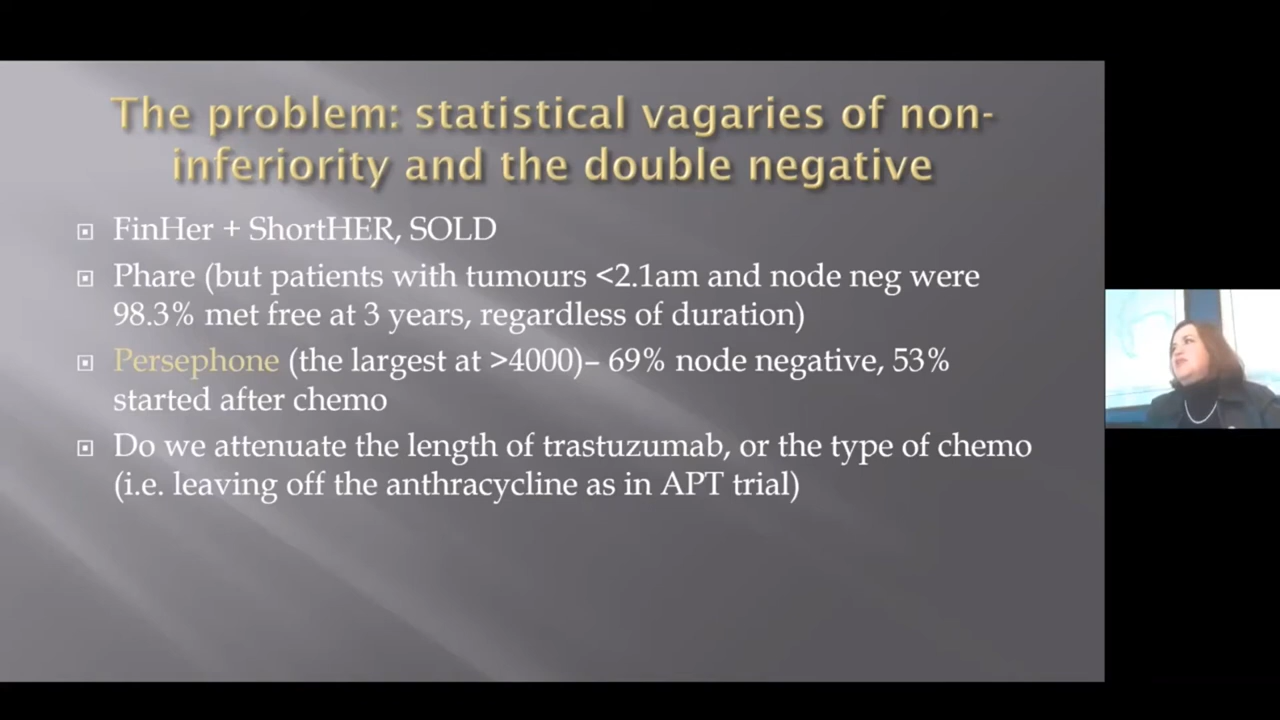 The problem: statistical vagaries of non-
inferiority and the double negative
FinHer + ShortHER, SOLD
Phare (but patients with tumours <2.1am and node neg were
98.3% met free at 3 years, regardless of duration)
Persephone (the largest at >4000)– 69% node negative, 53%
started after chemo
Do we attenuate the length of trastuzumab, or the type of chemo
(i.e. leaving off the anthracycline as in APT trial)